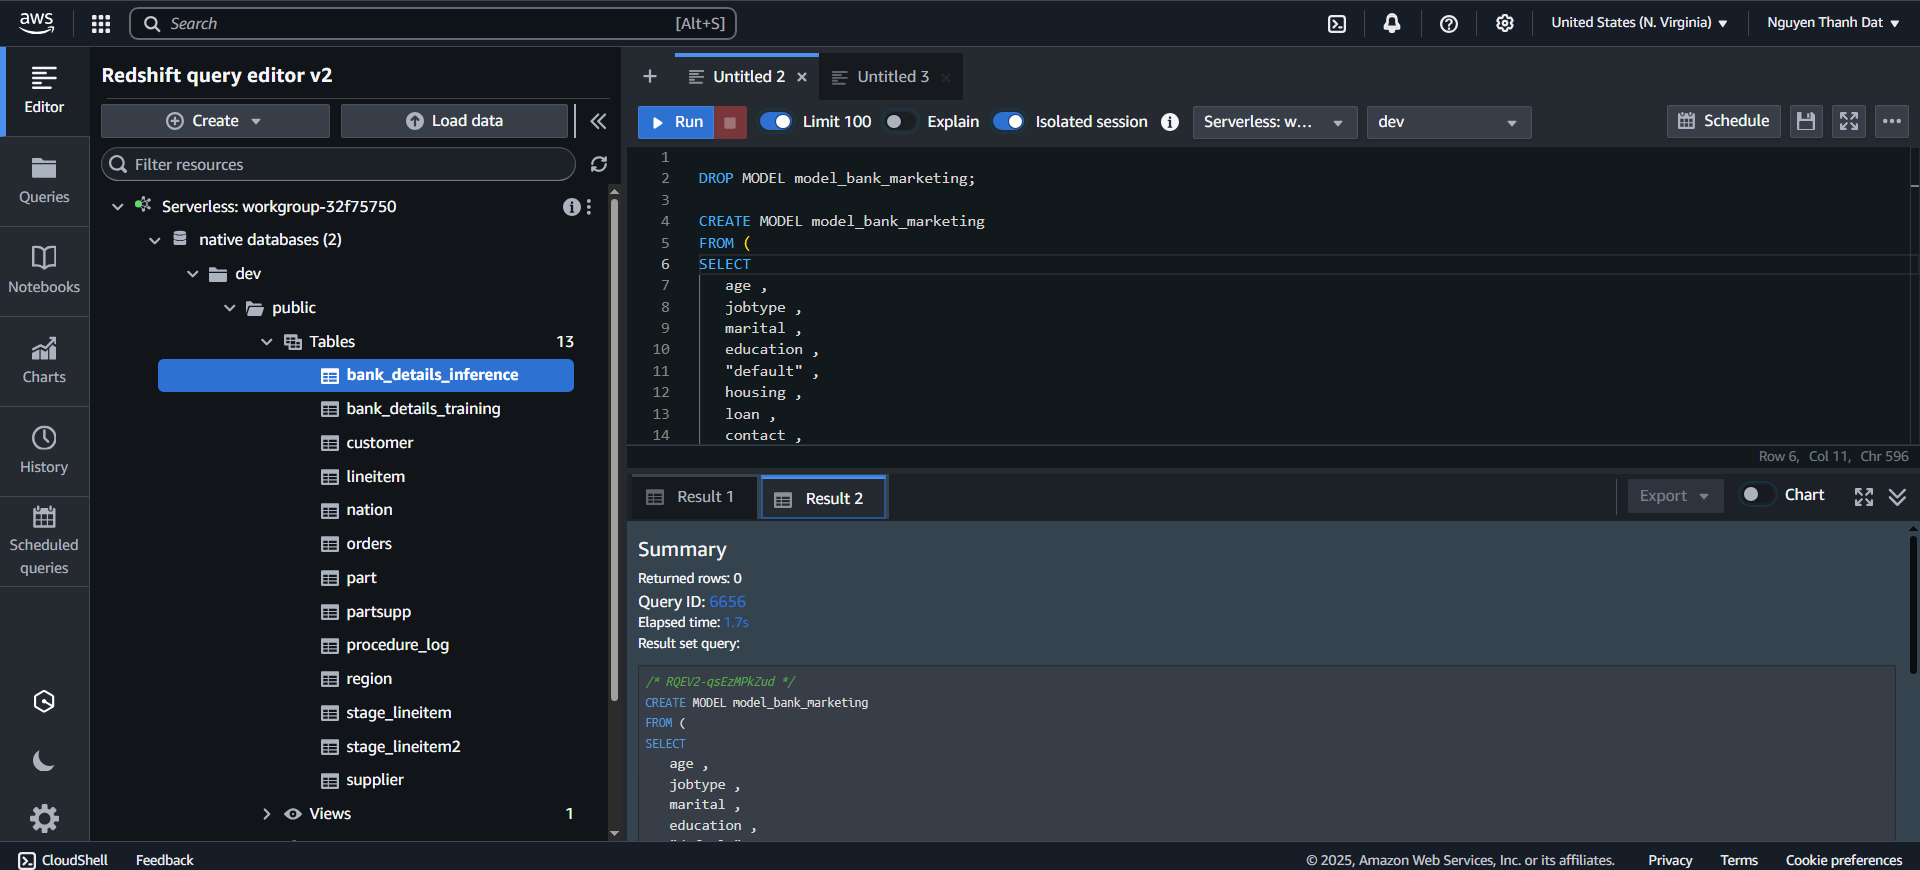 aws
Search [Alt+S]
United States (N. Virginia)
Nguyen Thanh Dat
Editor
Queries
Notebooks
Charts
History
Scheduled
queries
Redshift query editor v2
Create
Load data
Filter resources
Serverless: workgroup-32f75750
native databases (2)
dev
public
Tables 13
bank_details_inference
bank_details_training
customer
lineitem
nation
orders
part
partsupp
procedure_log
region
stage_lineitem
stage_lineitem2
supplier
Views 1
Untitled 2
Untitled 3
Run
Limit 100
Explain
Isolated session
Serverless: w...
dev
Schedule
1
2 DROP MODEL model_bank_marketing;
3
4 CREATE MODEL model_bank_marketing
5 FROM (
6 SELECT
7 age ,
8 jobtype ,
9 marital ,
10 education ,
11 "default" ,
12 housing ,
13 loan ,
14 contact ,
Row 6, Col 11, Chr 596
Result 1
Result 2
Export
Chart
Summary
Returned rows: 0
Query ID: 6656
Elapsed time: 1.7s
Result set query:
/* RQEV2-qsEzMPkZud */
CREATE MODEL model_bank_marketing
FROM (
SELECT
age ,
jobtype ,
marital ,
education ,
CloudShell
Feedback
© 2025, Amazon Web Services, Inc. or its affiliates.
Privacy
Terms
Cookie preferences